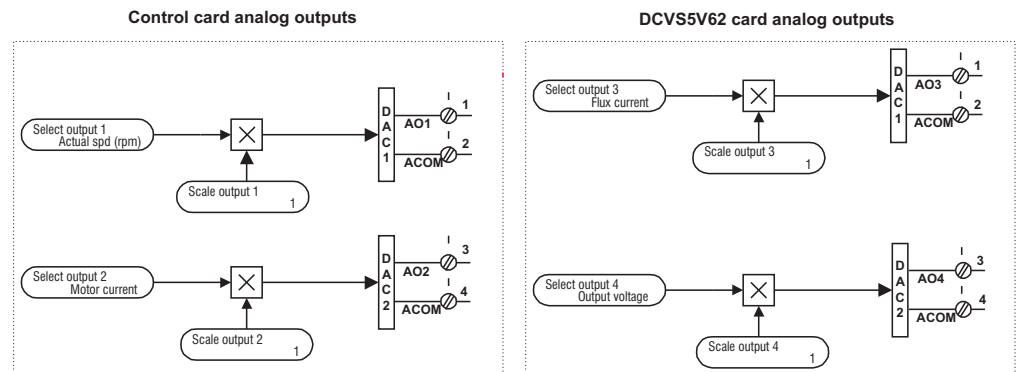 Control card analog outputs
Select output 1
Actual spd (rpm)
Scale output 1
1
D
A
C
1
AO1
I
1
ACOM
2
Select output 2
Motor current
Scale output 2
1
D
A
C
2
AO2
I
3
ACOM
4
DCVS5V62 card analog outputs
Select output 3
Flux current
Scale output 3
1
D
A
C
1
AO3
I
1
ACOM
2
Select output 4
Output voltage
Scale output 4
1
D
A
C
2
AO4
I
3
ACOM
4